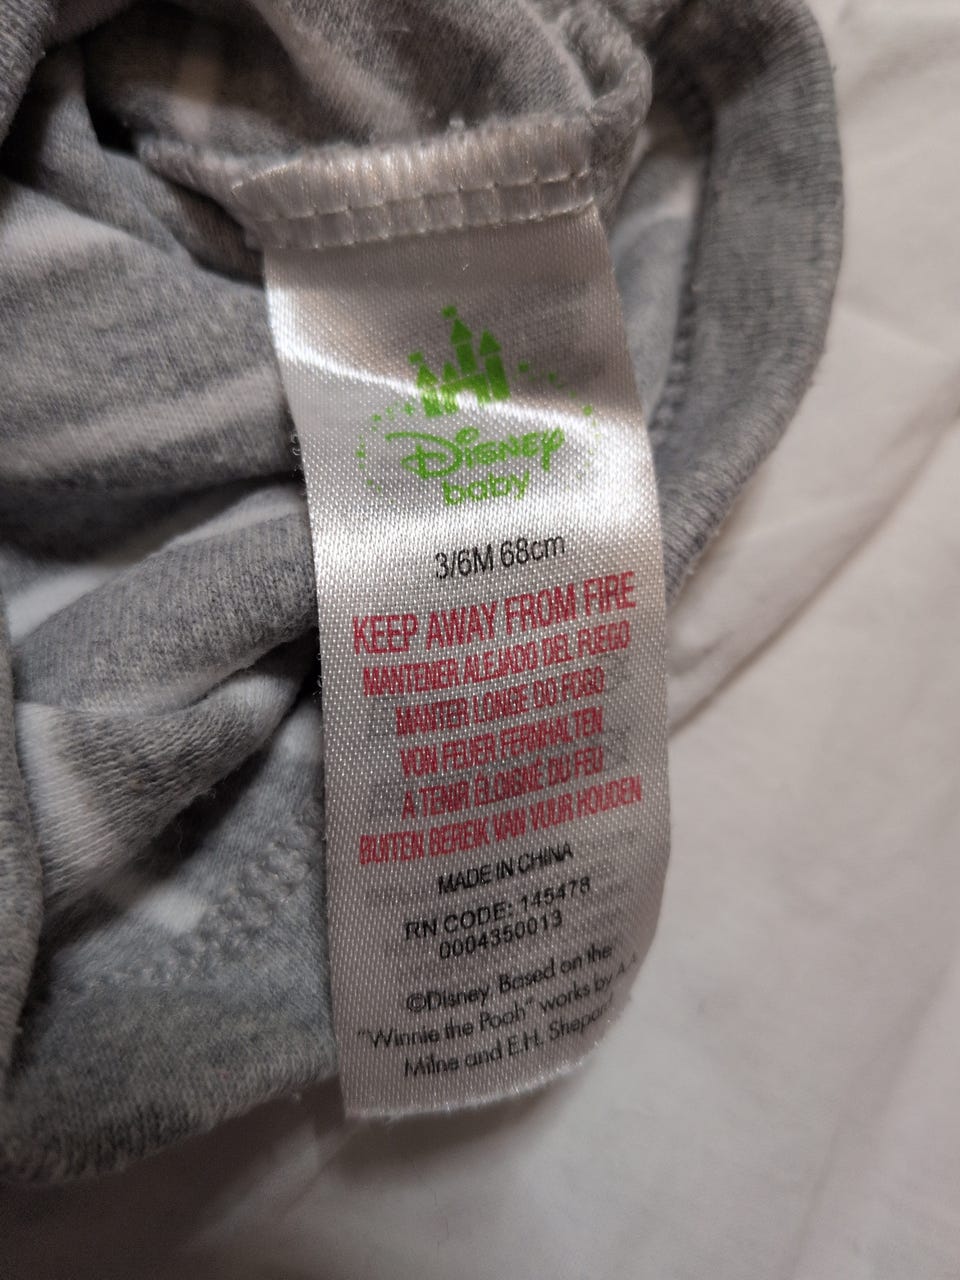 Disney
baby
3/6M 68cm
KEEP AWAY FROM FIRE
MANTENER ALEJADO DEL FUEGO
MANTER LONGE DO FOGO
VON FEUER FERNHALTEN
A TENIR ÉLOIGNÉ DU FEU
BUITEN BEREIK VAN VUUR HOUDEN
MADE IN CHINA
RN CODE: 145478
0004350013
©Disney Based on the
"Winnie the Pooh" works by A.A.
Milne and E.H. Shepard